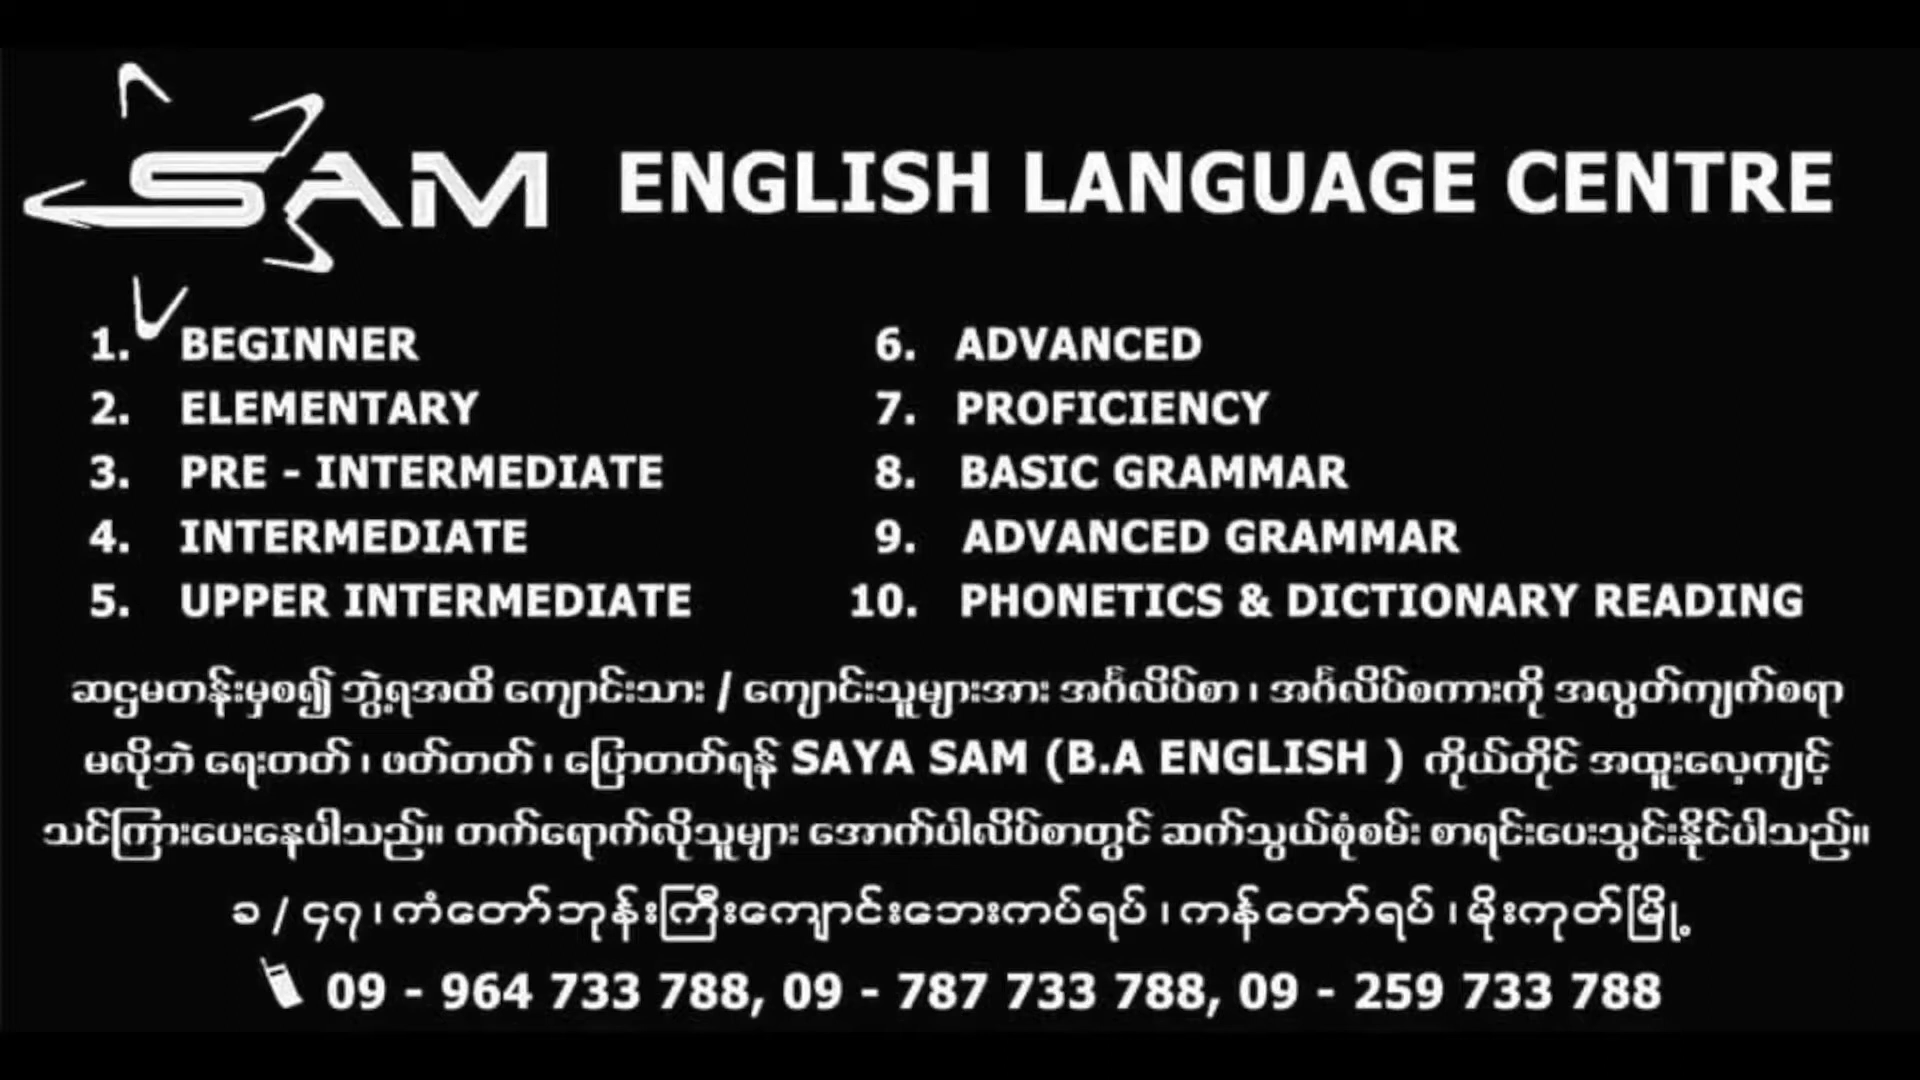 SAM ENGLISH LANGUAGE CENTRE
1. BEGINNER
2. ELEMENTARY
3. PRE - INTERMEDIATE
4. INTERMEDIATE
5. UPPER INTERMEDIATE
6. ADVANCED
7. PROFICIENCY
8. BASIC GRAMMAR
9. ADVANCED GRAMMAR
10. PHONETICS & DICTIONARY READING
ဆဌမတန်းမှစ၍ ဘွဲ့ရအထိ ကျောင်းသား / ကျောင်းသူများအား အင်္ဂလိပ်စာ ၊ အင်္ဂလိပ်စကားကို အလွတ်ကျက်စရာ
မလိုဘဲ ရေးတတ် ၊ ဖတ်တတ် ၊ ပြောတတ်ရန် SAYA SAM (B.A ENGLISH ) ကိုယ်တိုင် အထူးလေ့ကျင့်
သင်ကြားပေးနေပါသည်။ တက်ရောက်လိုသူများ အောက်ပါလိပ်စာတွင် ဆက်သွယ်စုံစမ်း စာရင်းပေးသွင်းနိုင်ပါသည်။
ခ / ၄၇ ၊ ကံတော်ဘုန်းကြီးကျောင်းဘေးကပ်ရပ် ၊ ကန်တော်ရပ် ၊ မိုးကုတ်မြို့
09 - 964 733 788, 09 - 787 733 788, 09 - 259 733 788